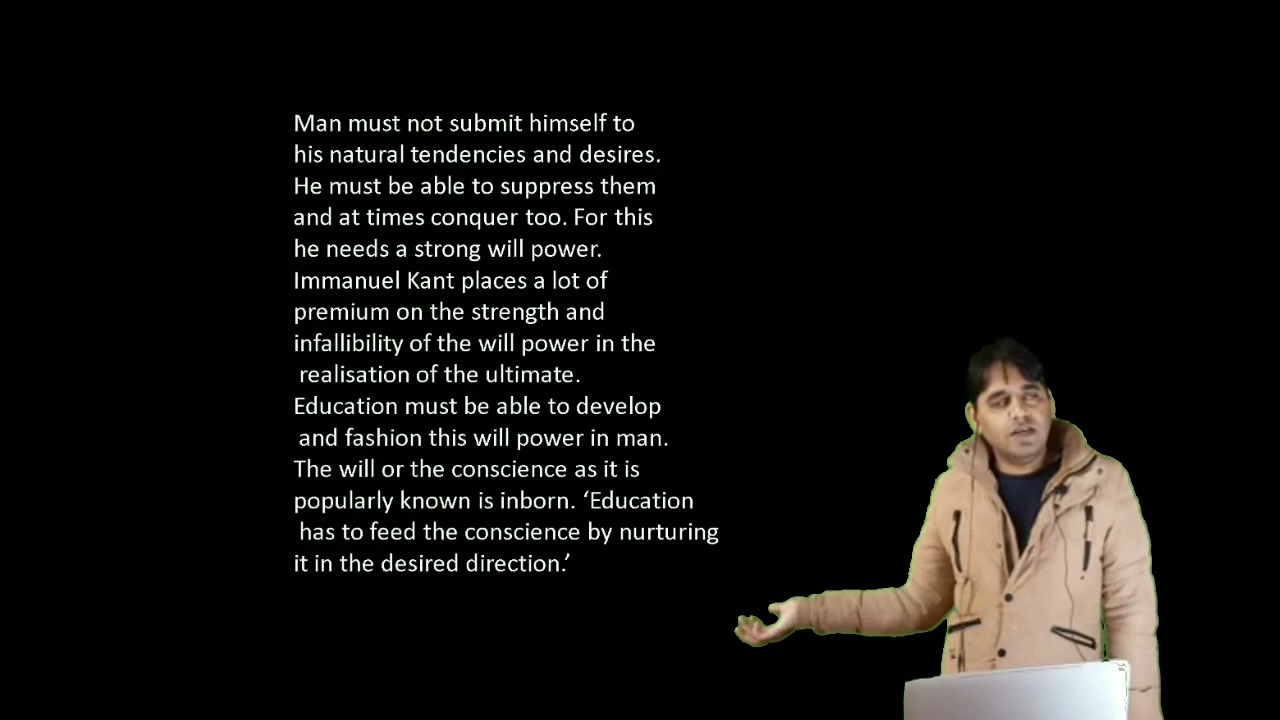 Man must not submit himself to
his natural tendencies and desires.
He must be able to suppress them
and at times conquer too. For this
he needs a strong will power.
Immanuel Kant places a lot of
premium on the strength and
infallibility of the will power in the
realisation of the ultimate.
Education must be able to develop
and fashion this will power in man.
The will or the conscience as it is
popularly known is inborn. ‘Education
has to feed the conscience by nurturing
it in the desired direction.’